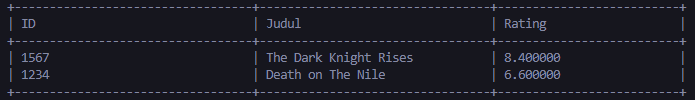 ID Judul Rating
1567 The Dark Knight Rises 8.400000
1234 Death on The Nile 6.600000